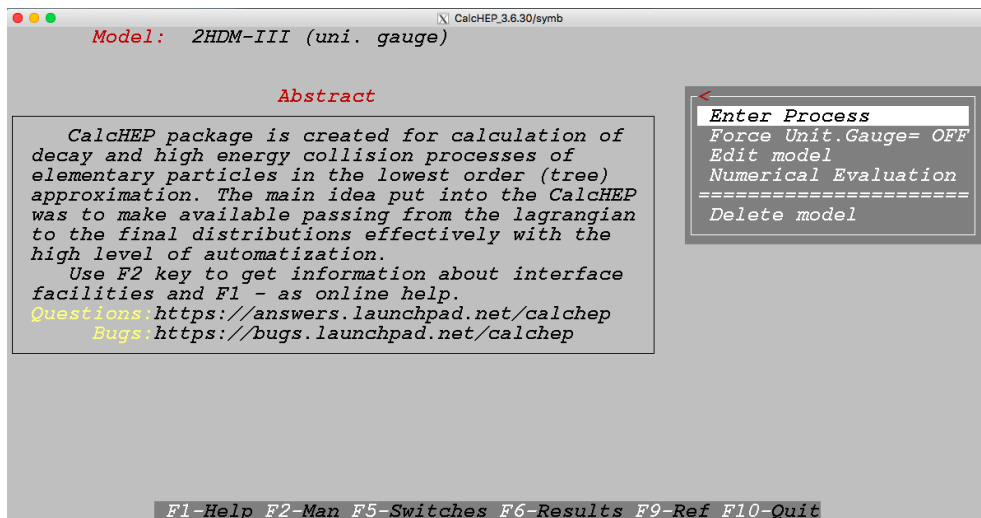 CalcHEP_3.6.30/symb
Model: 2HDM-III (uni. gauge)
Abstract
CalcHEP package is created for calculation of
decay and high energy collision processes of
elementary particles in the lowest order (tree)
approximation. The main idea put into the CalcHEP
was to make available passing from the lagrangian
to the final distributions effectively with the
high level of automatization.
Use F2 key to get information about interface
facilities and F1 - as online help.
Questions:https://answers.launchpad.net/calchep
Bugs:https://bugs.launchpad.net/calchep
<
Enter Process
Force Unit.Gauge= OFF
Edit model
Numerical Evaluation
======================
Delete model
F1-Help F2-Man F5-Switches F6-Results F9-Ref F10-Quit